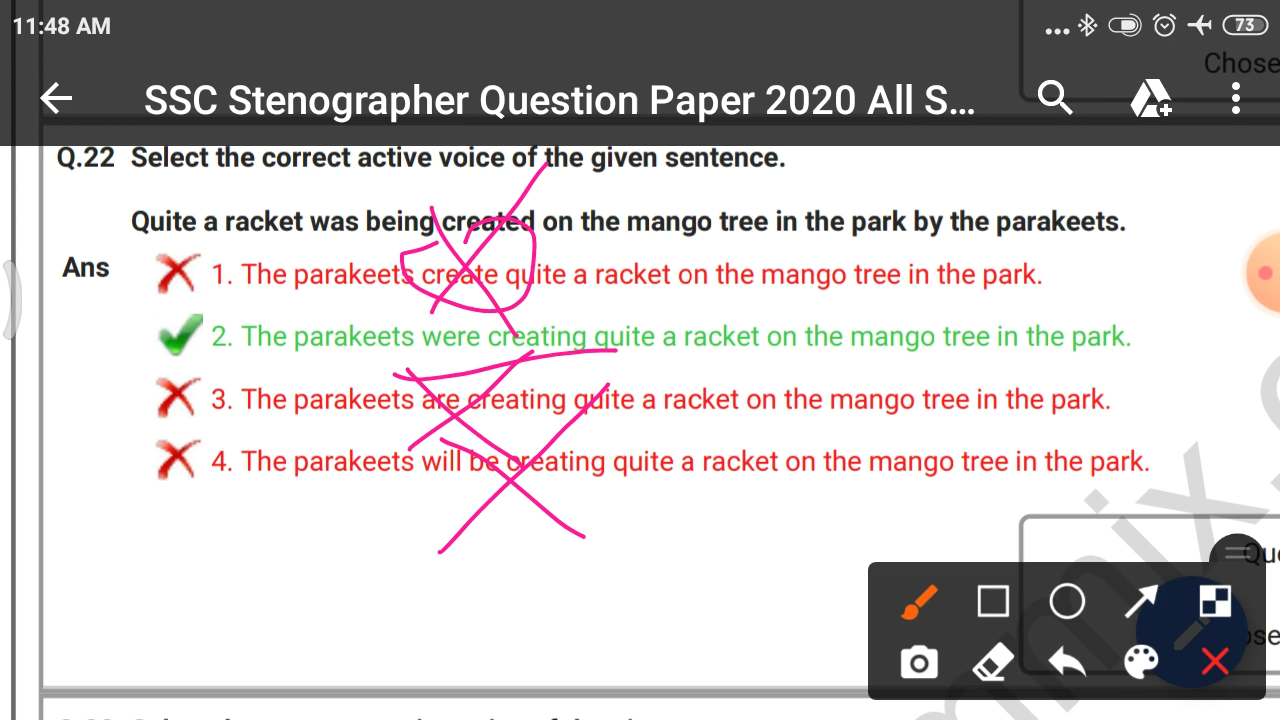 11:48 AM
73
Chose
SSC Stenographer Question Paper 2020 All S...
Q.22 Select the correct active voice of the given sentence.
Quite a racket was being created on the mango tree in the park by the parakeets.
Ans
1. The parakeets create quite a racket on the mango tree in the park.
2. The parakeets were creating quite a racket on the mango tree in the park.
3. The parakeets are creating quite a racket on the mango tree in the park.
4. The parakeets will be creating quite a racket on the mango tree in the park.